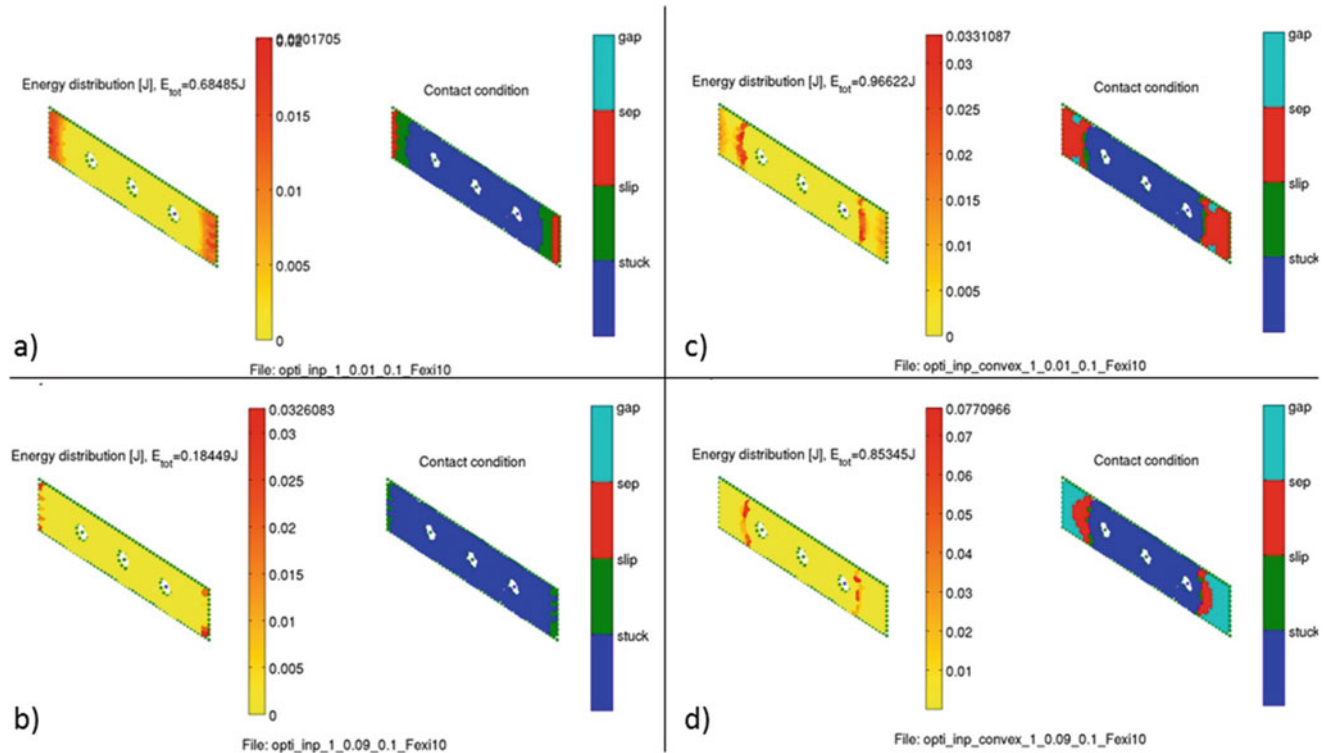 0.0201705
0.02
Energy distribution [J], Etot=0.68485J
0.015
0.01
0.005
0
Contact condition
gap
sep
slip
stuck
a)
File: opti_inp_1_0.01_0.1_Fexi10
0.0331087
0.03
Energy distribution [J], Etot=0.96622J
0.025
0.02
0.015
0.01
0.005
0
Contact condition
gap
sep
slip
stuck
c)
File: opti_inp_convex_1_0.01_0.1_Fexi10
0.0326083
0.03
Energy distribution [J], Etot=0.18449J
0.025
0.02
0.015
0.01
0.005
0
Contact condition
gap
sep
slip
stuck
b)
File: opti_inp_1_0.09_0.1_Fexi10
0.0770966
0.07
Energy distribution [J], Etot=0.85345J
0.06
0.05
0.04
0.03
0.02
0.01
Contact condition
gap
sep
slip
stuck
d)
File: opti_inp_convex_1_0.09_0.1_Fexi10